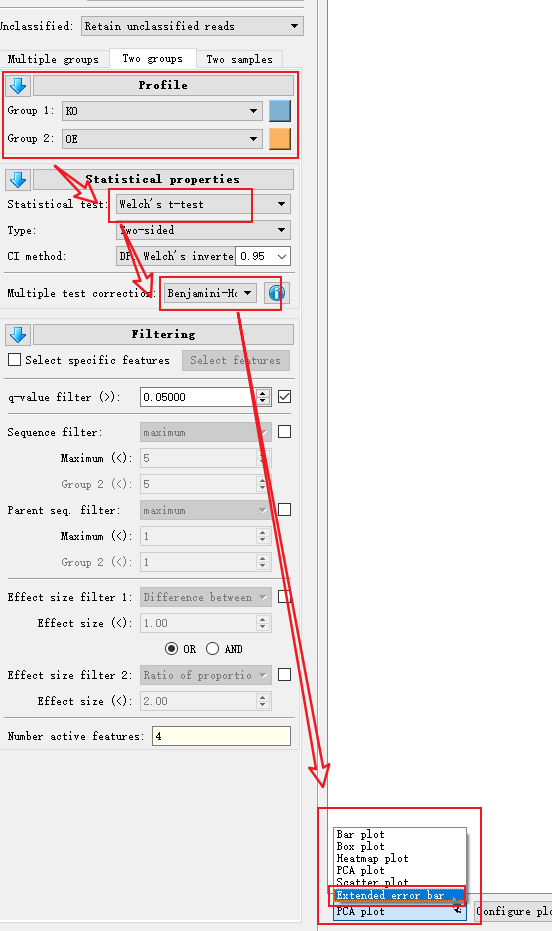 Unclassified: Retain unclassified reads
Multiple groups Two groups Two samples
Profile
Group 1: KO
Group 2: OE
Statistical properties
Statistical test: Welch's t-test
Type: Two-sided
CI method: DP: Welch's inverte 0.95
Multiple test correction: Benjamini-Ho
Filtering
Select specific features Select features
q-value filter (>): 0.05000
Sequence filter: maximum
Maximum (<): 5
Group 2 (<): 5
Parent seq. filter: maximum
Maximum (<): 1
Group 2 (<): 1
Effect size filter 1: Difference between
Effect size (<): 1.00
OR AND
Effect size filter 2: Ratio of proportio
Effect size (<): 2.00
Number active features: 4
Bar plot
Box plot
Heatmap plot
PCA plot
Scatter plot
Extended error bar
PCA plot Configure plo